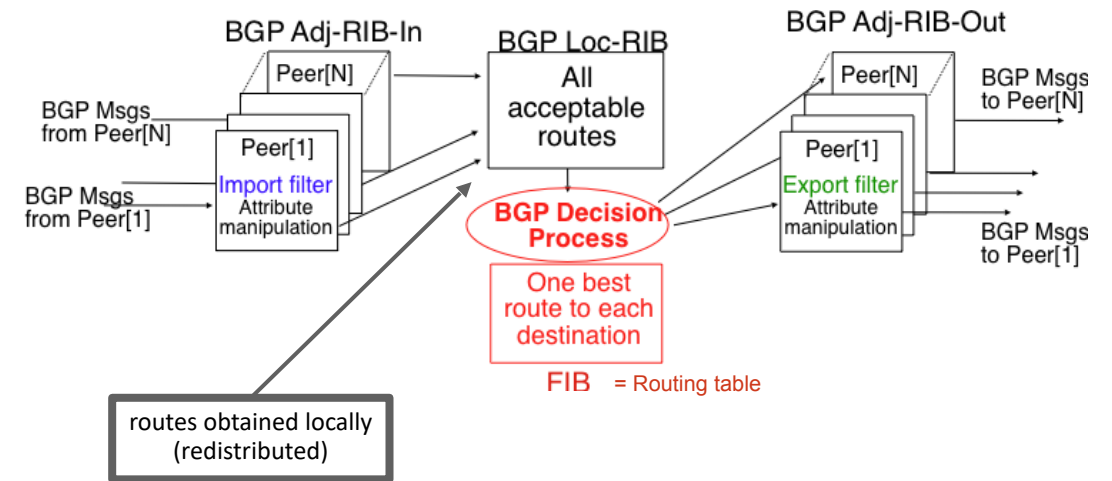 BGP Adj-RIB-In
Peer[N]
BGP Msgs
from Peer[N]
Peer[1]
Import filter
Attribute
manipulation
BGP Msgs
from Peer[1]
BGP Loc-RIB
All
acceptable
routes
BGP Decision
Process
One best
route to each
destination
FIB
= Routing table
BGP Adj-RIB-Out
Peer[N]
BGP Msgs
to Peer[N]
Peer[1]
Export filter
Attribute
manipulation
BGP Msgs
to Peer[1]
routes obtained locally
(redistributed)